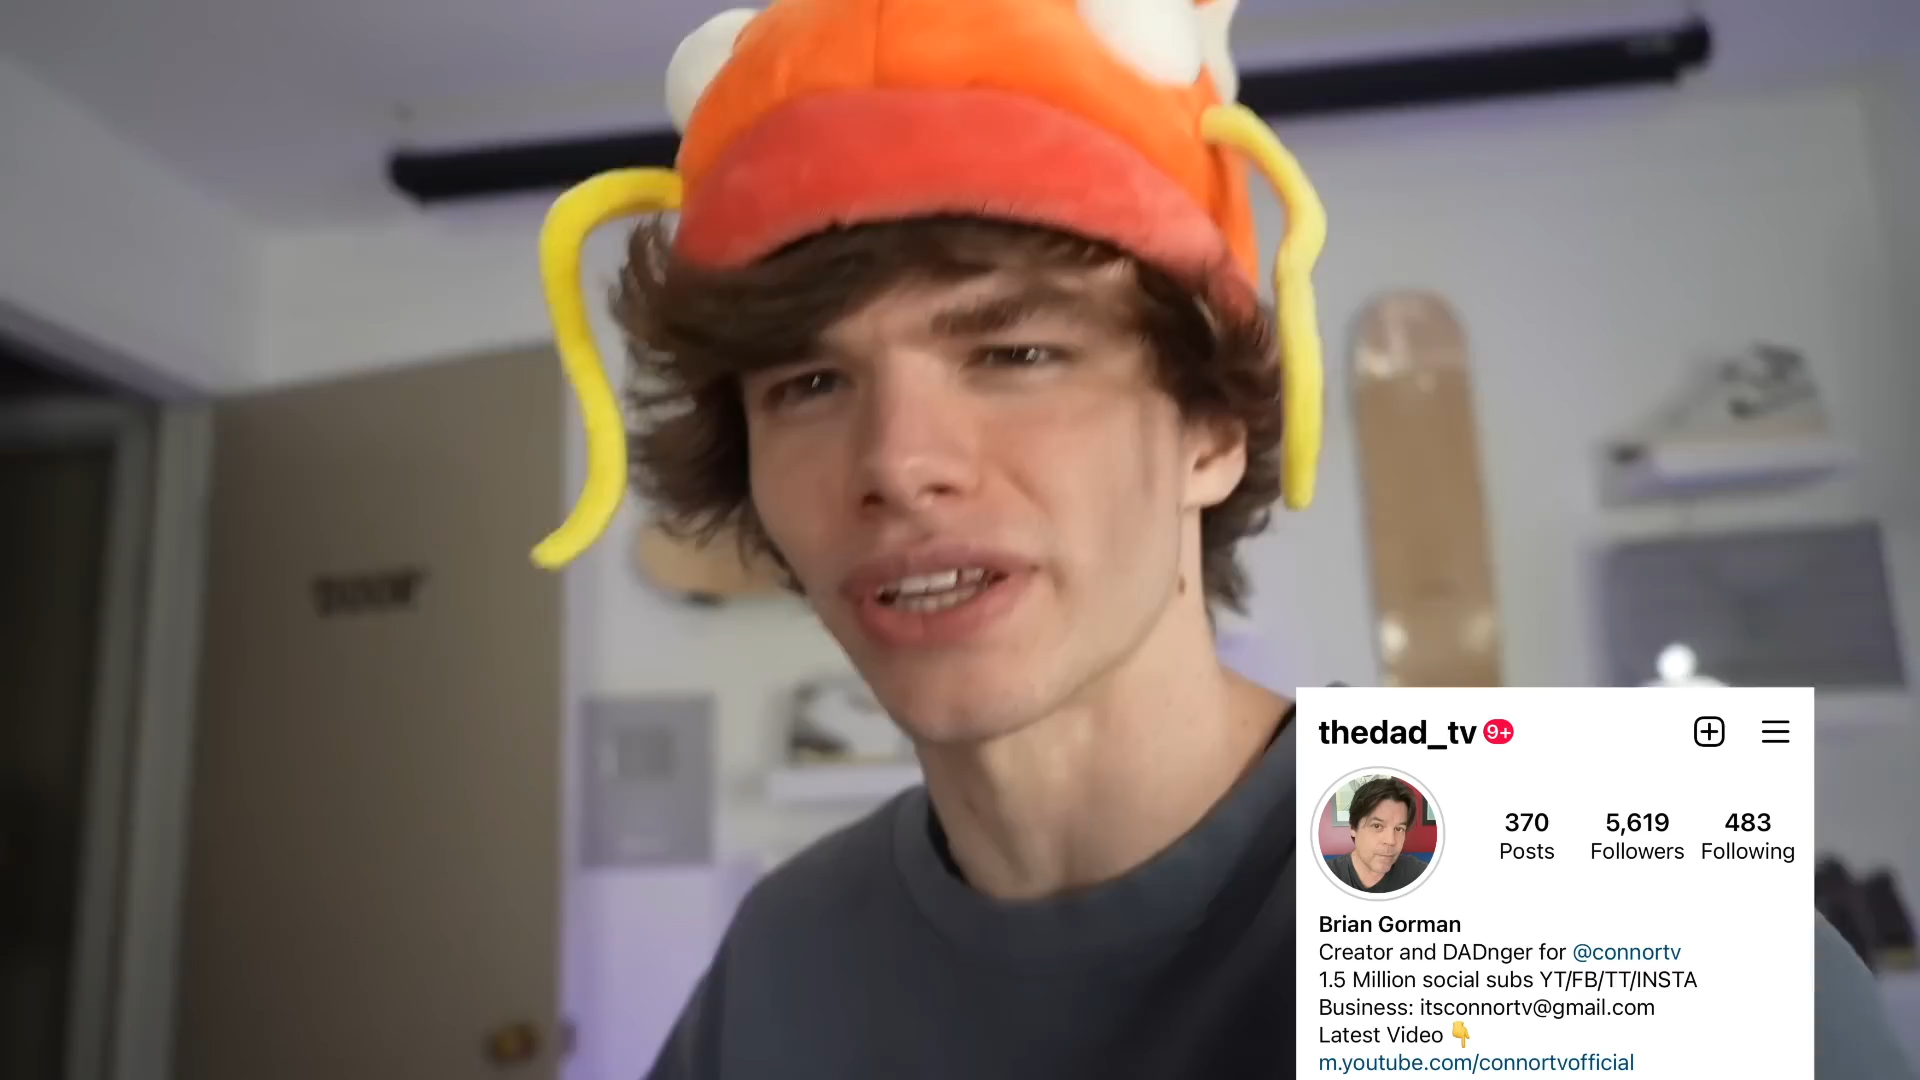 thedad_tv 9+
370 5,619 483
Posts Followers Following
Brian Gorman
Creator and DADnger for @connortv
1.5 Million social subs YT/FB/TT/INSTA
Business: itsconnortv@gmail.com
Latest Video 👇
m.youtube.com/connortvofficial